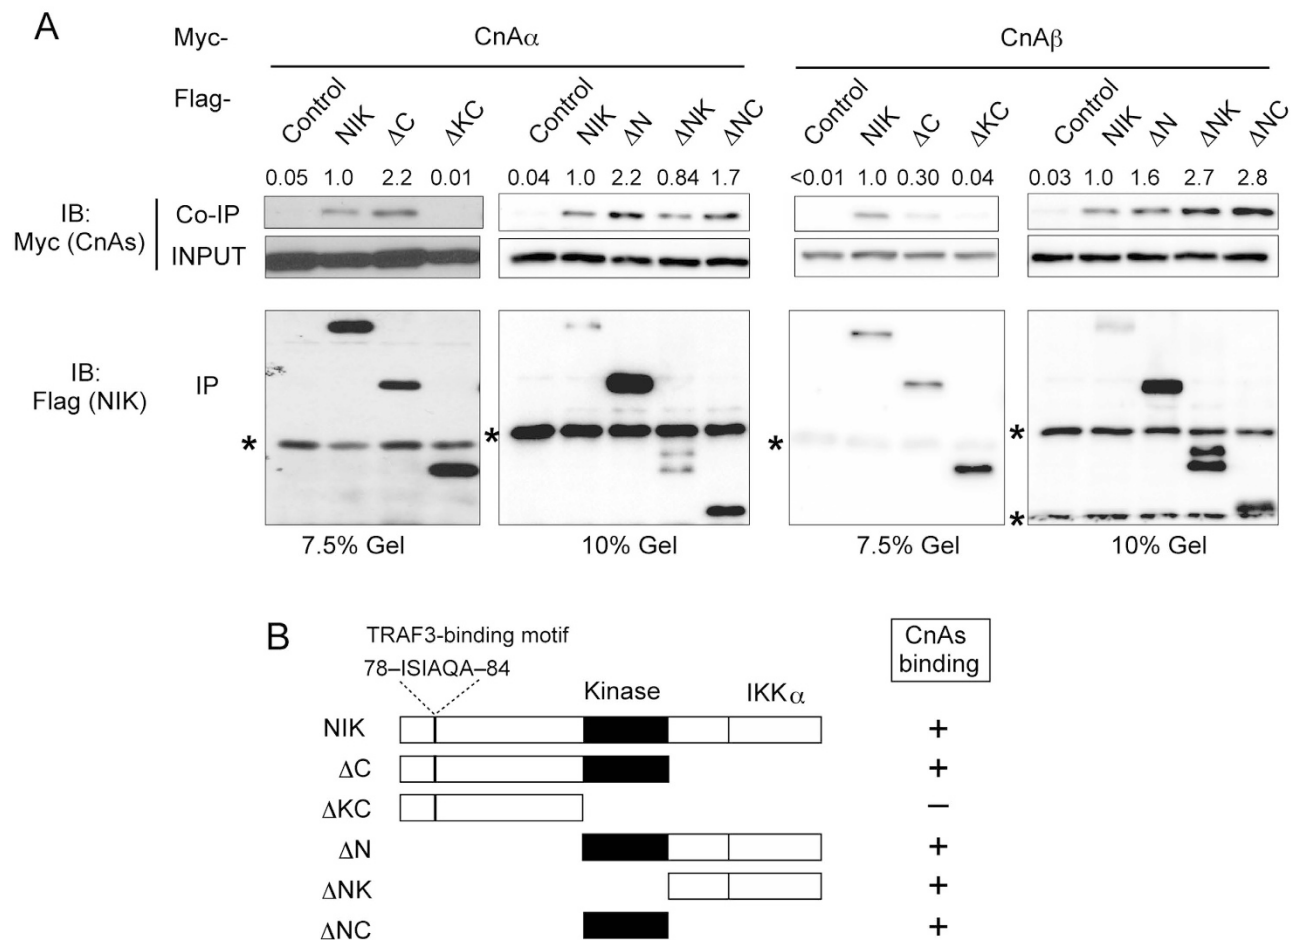 A
Myc-
CnAα
CnAβ
Flag-
Control NIK ΔC ΔKC
Control NIK ΔN ΔNK ΔNC
Control NIK ΔC ΔKC
Control NIK ΔN ΔNK ΔNC
0.05 1.0 2.2 0.01
0.04 1.0 2.2 0.84 1.7
<0.01 1.0 0.30 0.04
0.03 1.0 1.6 2.7 2.8
IB:
Myc (CnAs)
Co-IP
INPUT
IB:
Flag (NIK)
IP
*
*
*
*
*
7.5% Gel
10% Gel
7.5% Gel
10% Gel
B
TRAF3-binding motif
78–ISIAQA–84
Kinase
IKKα
CnAs
binding
NIK +
ΔC +
ΔKC –
ΔN +
ΔNK +
ΔNC +